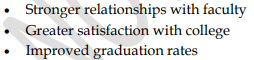 • Stronger relationships with faculty
• Greater satisfaction with college
• Improved graduation rates